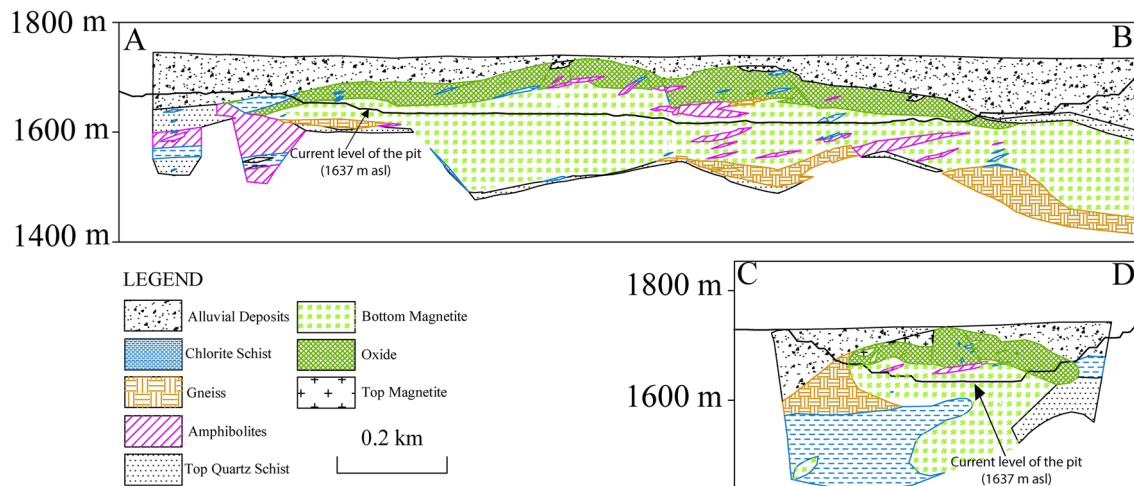 1800 m
A
B
1600 m
Current level of the pit
(1637 m asl)
1400 m
LEGEND
Alluvial Deposits
Bottom Magnetite
Chlorite Schist
Oxide
Gneiss
Top Magnetite
Amphibolites
Top Quartz Schist
0.2 km
C
D
1800 m
1600 m
Current level of the pit
(1637 m asl)